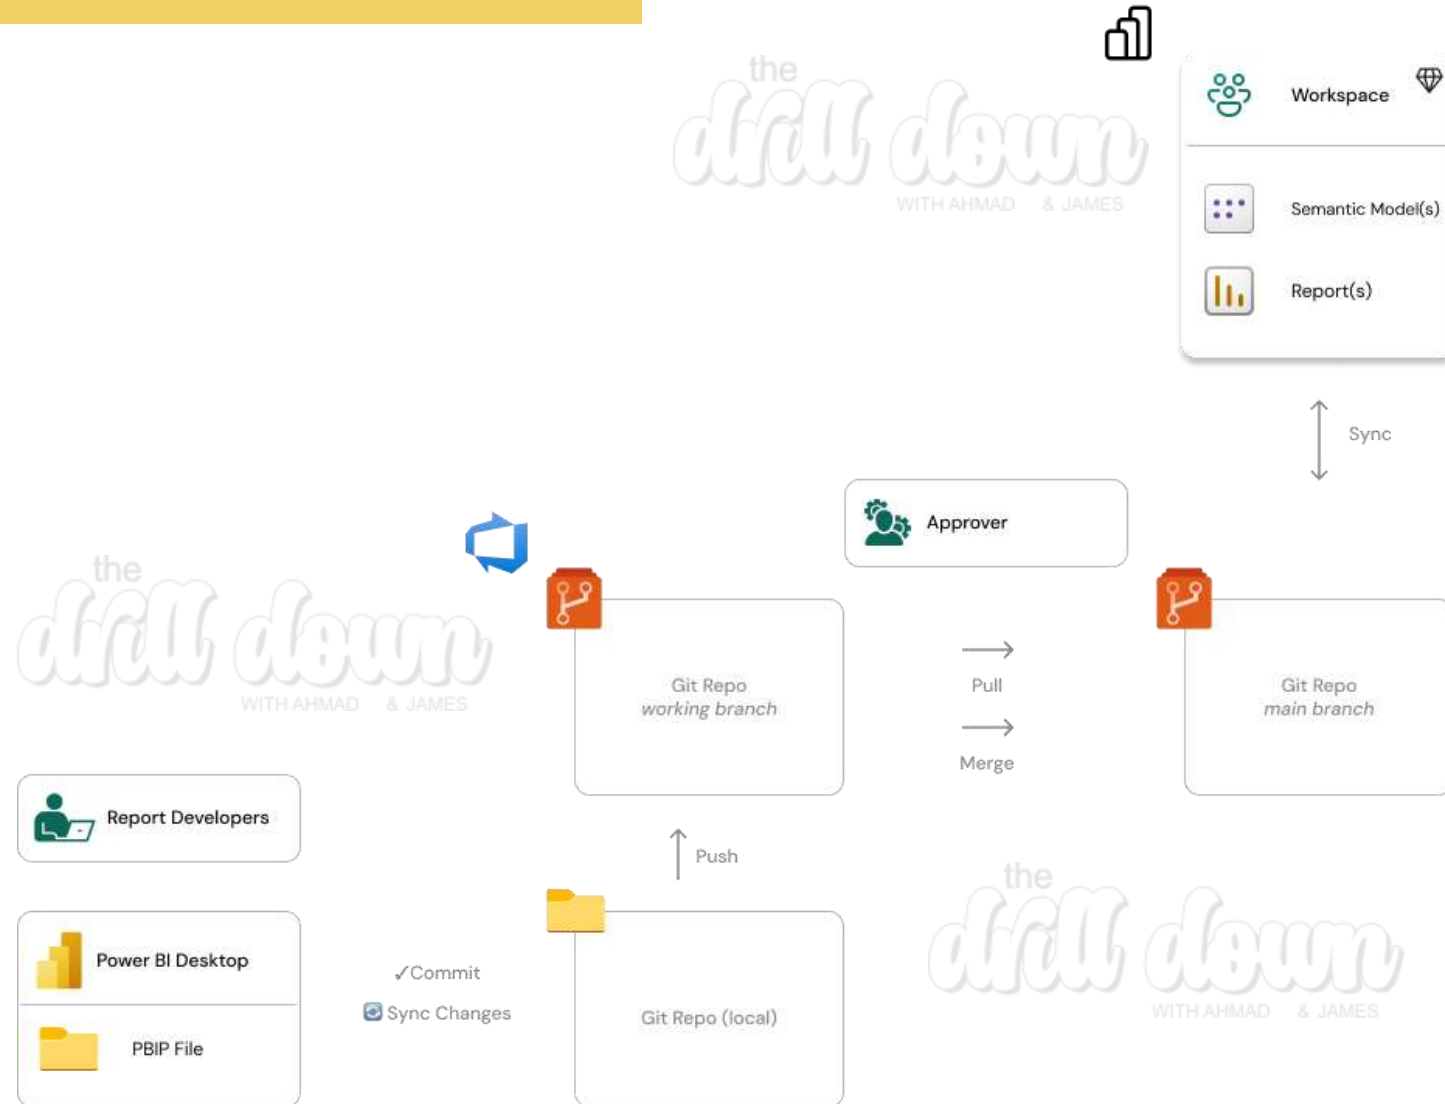 the
drill down
WITH AHMAD & JAMES
Workspace
Semantic Model(s)
Report(s)
Sync
Approver
the
drill down
WITH AHMAD & JAMES
Git Repo
working branch
Pull
Merge
Git Repo
main branch
Report Developers
Push
the
drill down
WITH AHMAD & JAMES
Power BI Desktop
PBIP File
✓Commit
🔄 Sync Changes
Git Repo (local)